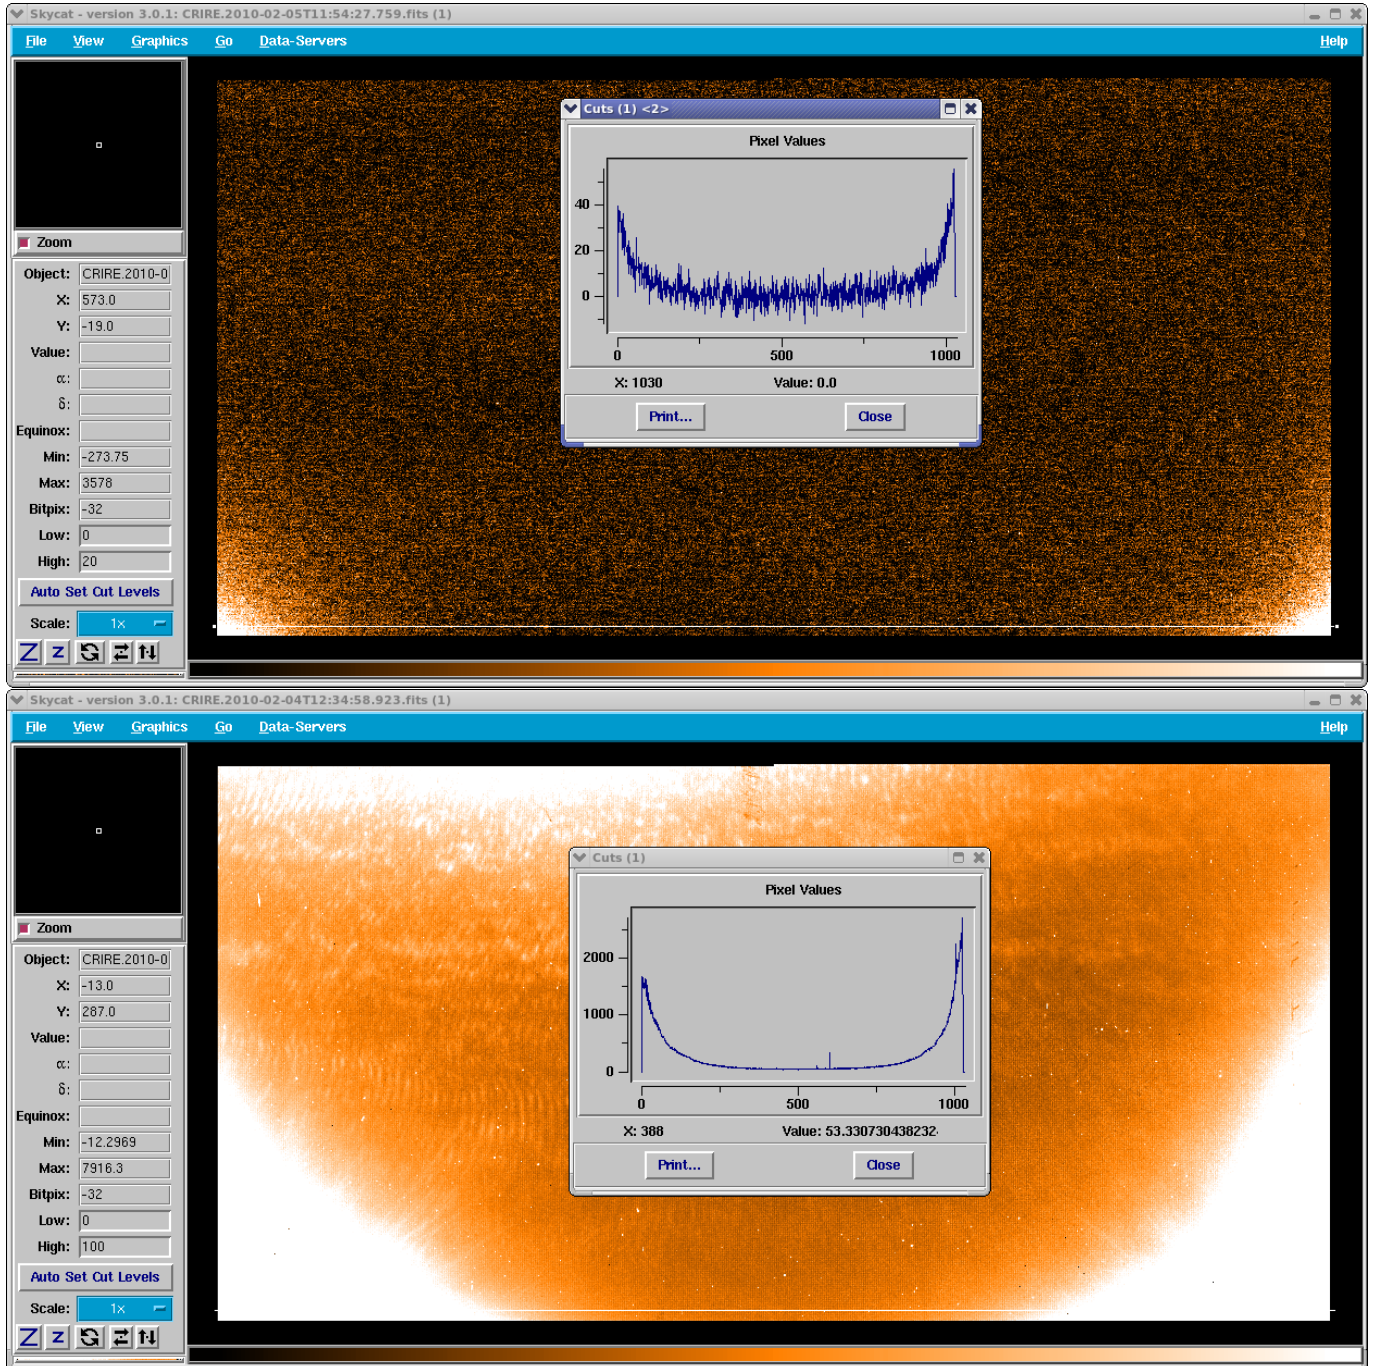 Skycat - version 3.0.1: CRIRE.2010-02-05T11:54:27.759.fits (1)
File View Graphics Go Data-Servers Help
Zoom
Object: CRIRE.2010-0
X: 573.0
Y: -19.0
Value:
α:
δ:
Equinox:
Min: -273.75
Max: 3578
Bitpix: -32
Low: 0
High: 20
Auto Set Cut Levels
Scale: 1x
Z z
Cuts (1) <2>
Pixel Values
40
20
0
0 500 1000
X: 1030 Value: 0.0
Print... Close
Skycat - version 3.0.1: CRIRE.2010-02-04T12:34:58.923.fits (1)
File View Graphics Go Data-Servers Help
Zoom
Object: CRIRE.2010-0
X: -13.0
Y: 287.0
Value:
α:
δ:
Equinox:
Min: -12.2969
Max: 7916.3
Bitpix: -32
Low: 0
High: 100
Auto Set Cut Levels
Scale: 1x
Z z
Cuts (1)
Pixel Values
2000
1000
0
0 500 1000
X: 388 Value: 53.330730438232
Print... Close